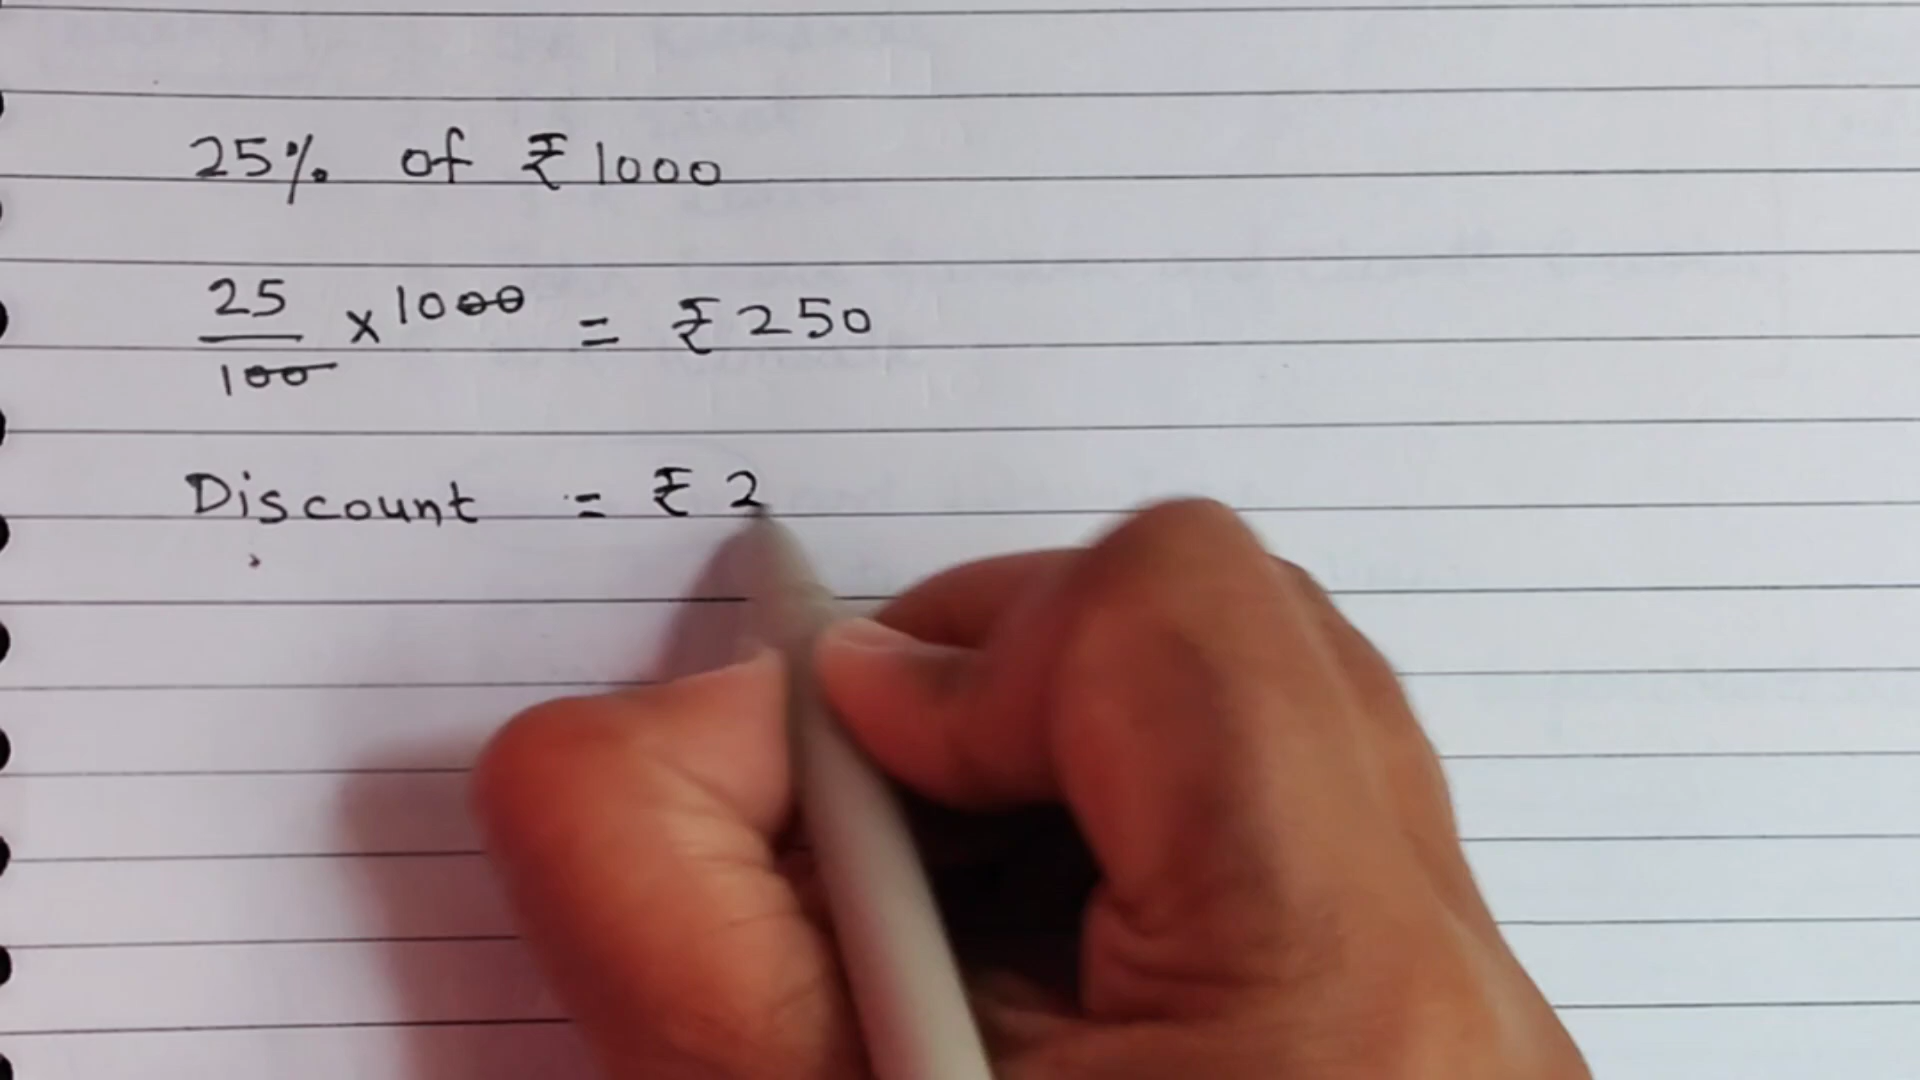 25% of ₹1000
25/100 × 1000 = ₹250
Discount = ₹2